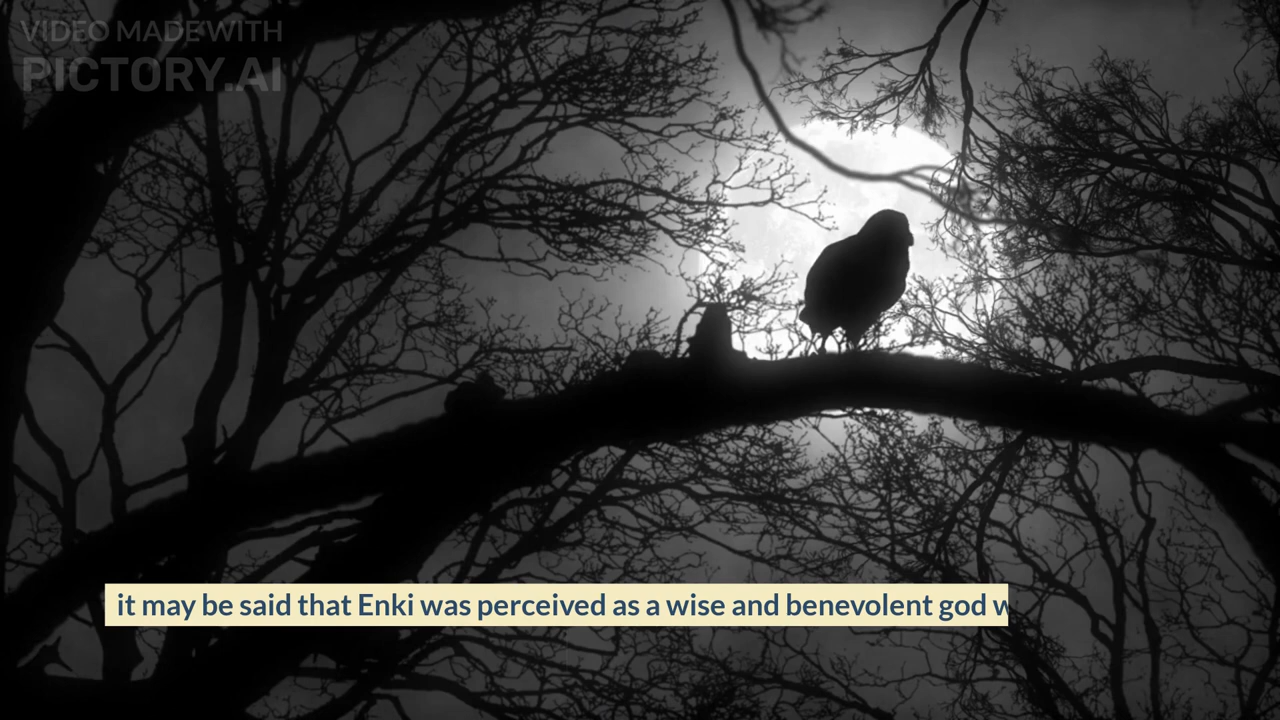 VIDEO MADE WITH
PICTORY.AI
it may be said that Enki was perceived as a wise and benevolent god